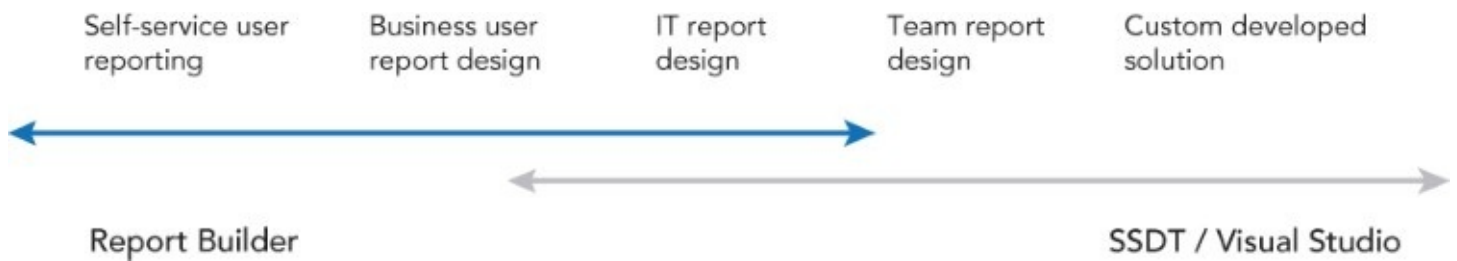 Self-service user
reporting
Business user
report design
IT report
design
Team report
design
Custom developed
solution
Report Builder
SSDT / Visual Studio